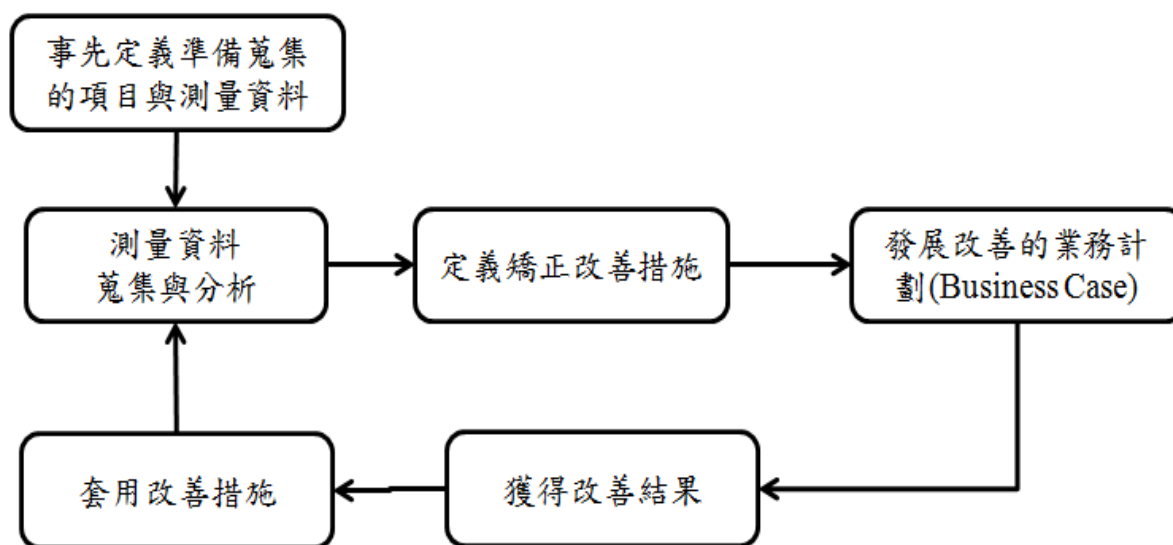 事先定義準備蒐集
的項目與測量資料
測量資料
蒐集與分析
定義矯正改善措施
發展改善的業務計
劃(Business Case)
套用改善措施
獲得改善結果